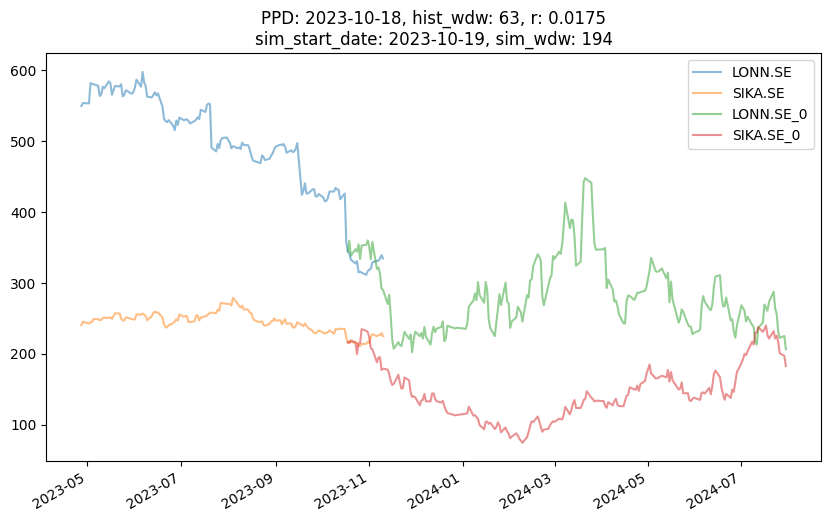 PPD: 2023-10-18, hist_wdw: 63, r: 0.0175
sim_start_date: 2023-10-19, sim_wdw: 194
LONN.SE
SIKA.SE
LONN.SE_0
SIKA.SE_0
600
500
400
300
200
100
2023-05
2023-07
2023-09
2023-11
2024-01
2024-03
2024-05
2024-07